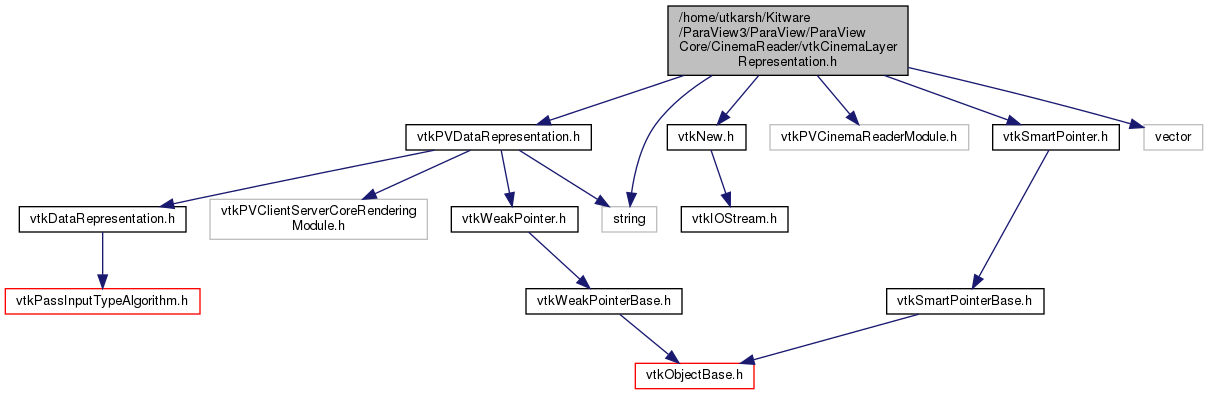 /home/utkarsh/Kitware
/ParaView3/ParaView/ParaView
Core/CinemaReader/vtkCinemaLayer
Representation.h
vtkPVDataRepresentation.h
vtkNew.h
vtkPVCinemaReaderModule.h
vtkSmartPointer.h
vector
vtkDataRepresentation.h
vtkPVClientServerCoreRendering
Module.h
vtkWeakPointer.h
string
vtkIOStream.h
vtkPassInputTypeAlgorithm.h
vtkWeakPointerBase.h
vtkSmartPointerBase.h
vtkObjectBase.h